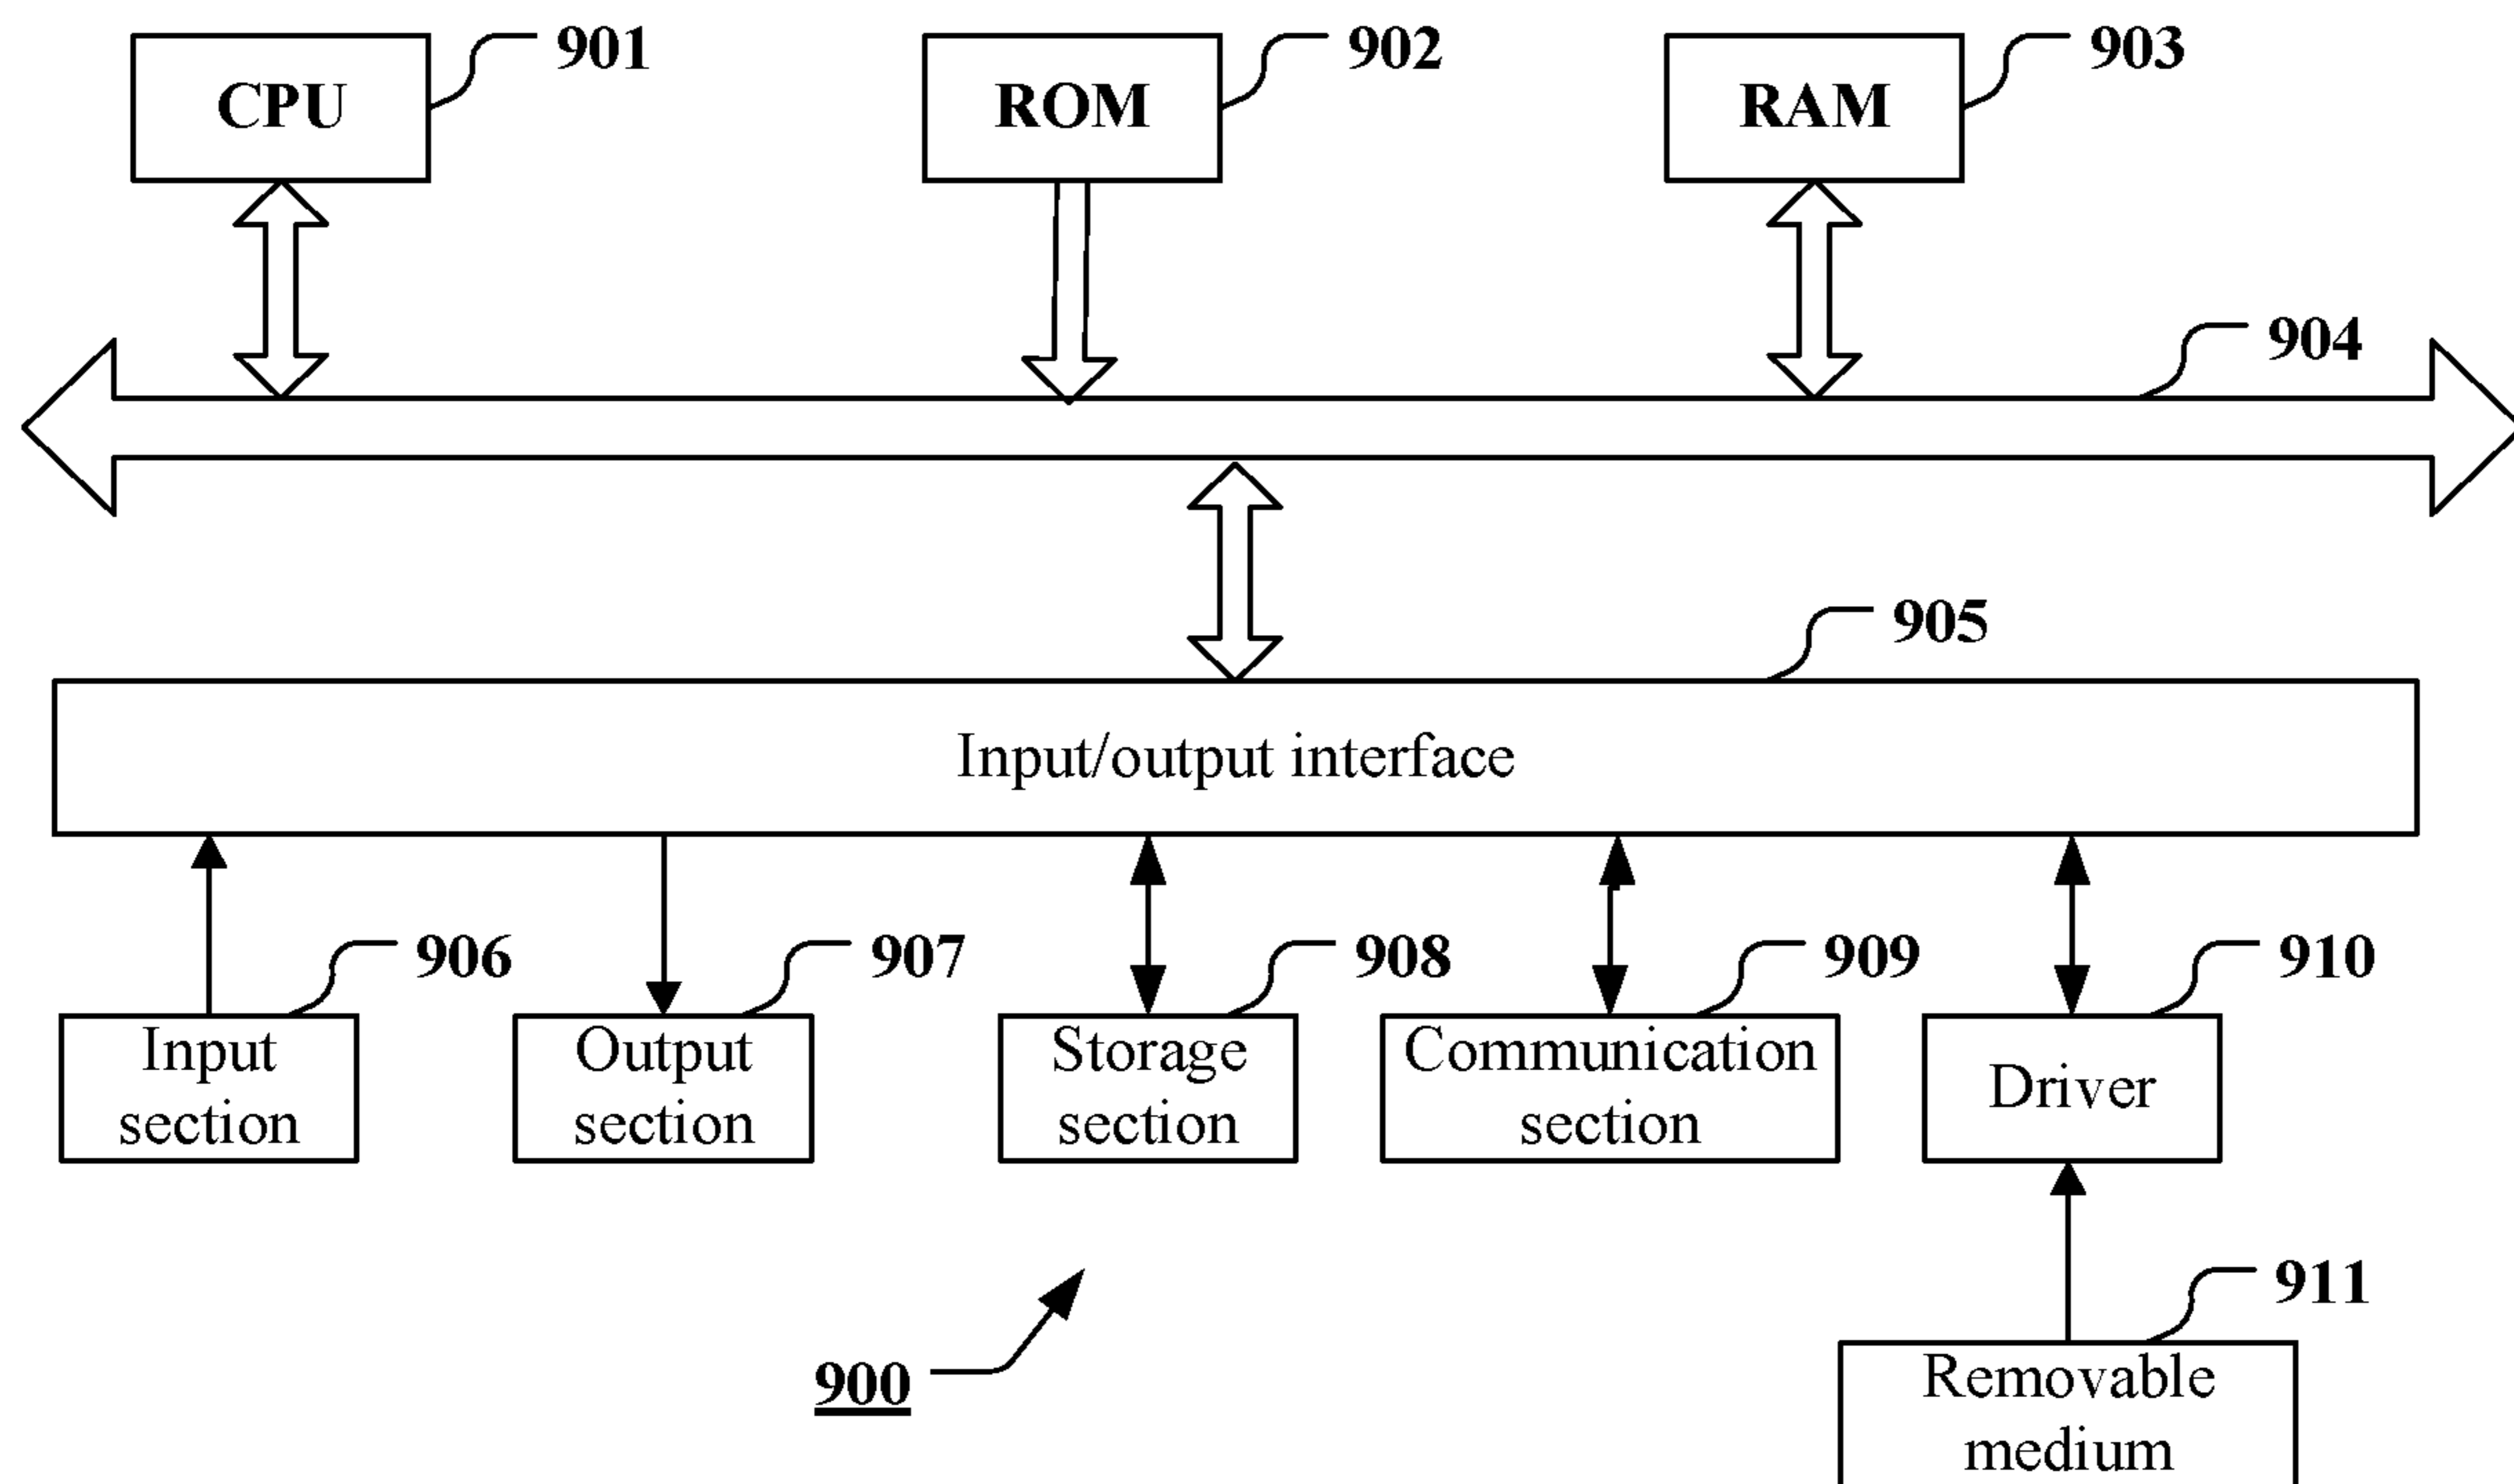 CPU
901
ROM
902
RAM
903
904
905
Input/output interface
906
907
908
909
910
Input
section
Output
section
Storage
section
Communication
section
Driver
911
900
Removable
medium